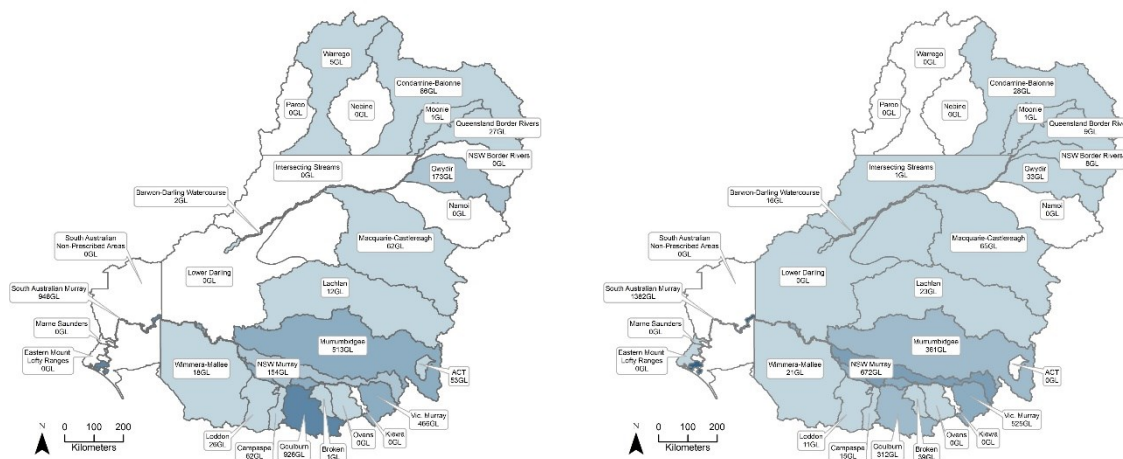 Warrego
5GL
Condamine-Balonne
66GL
Paroo
0GL
Nebine
0GL
Moonie
1GL
Queensland Border Rivers
27GL
NSW Border Rivers
0GL
Intersecting Streams
0GL
Gwydir
173GL
Barwon-Darling Watercourse
2GL
Namoi
0GL
South Australian
Non-Prescribed Areas
0GL
Macquarie-Castlereagh
62GL
Lower Darling
0GL
South Australian Murray
948GL
Lachlan
12GL
Marne Saunders
0GL
Murrumbidgee
513GL
Eastern Mount
Lofty Ranges
0GL
Wimmera-Mallee
18GL
NSW Murray
154GL
ACT
53GL
Vic. Murray
466GL
Loddon
26GL
Campaspe
62GL
Goulburn
926GL
Broken
1GL
Ovens
0GL
Kiewa
0GL
N
0 100 200
Kilometers
Warrego
0GL
Condamine-Balonne
28GL
Paroo
0GL
Nebine
0GL
Moonie
1GL
Queensland Border Rivers
9GL
NSW Border Rivers
8GL
Intersecting Streams
1GL
Gwydir
33GL
Barwon-Darling Watercourse
16GL
Namoi
0GL
South Australian
Non-Prescribed Areas
0GL
Macquarie-Castlereagh
65GL
Lower Darling
0GL
South Australian Murray
1382GL
Lachlan
23GL
Marne Saunders
0GL
Murrumbidgee
381GL
Eastern Mount
Lofty Ranges
0GL
Wimmera-Mallee
21GL
NSW Murray
672GL
ACT
0GL
Vic. Murray
525GL
Loddon
11GL
Campaspe
15GL
Goulburn
312GL
Broken
39GL
Ovens
0GL
Kiewa
0GL
N
0 100 200
Kilometers